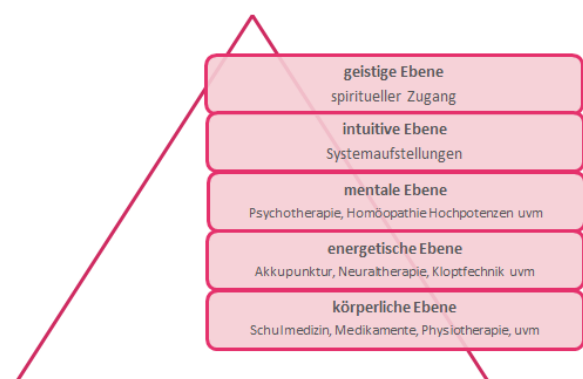 geistige Ebene
spiritueller Zugang
intuitive Ebene
Systemaufstellungen
mentale Ebene
Psychotherapie, Homöopathie Hochpotenzen uvm
energetische Ebene
Akkupunktur, Neuraltherapie, Kloptfechnik uvm
körperliche Ebene
Schulmedizin, Medikamente, Physiotherapie, uvm